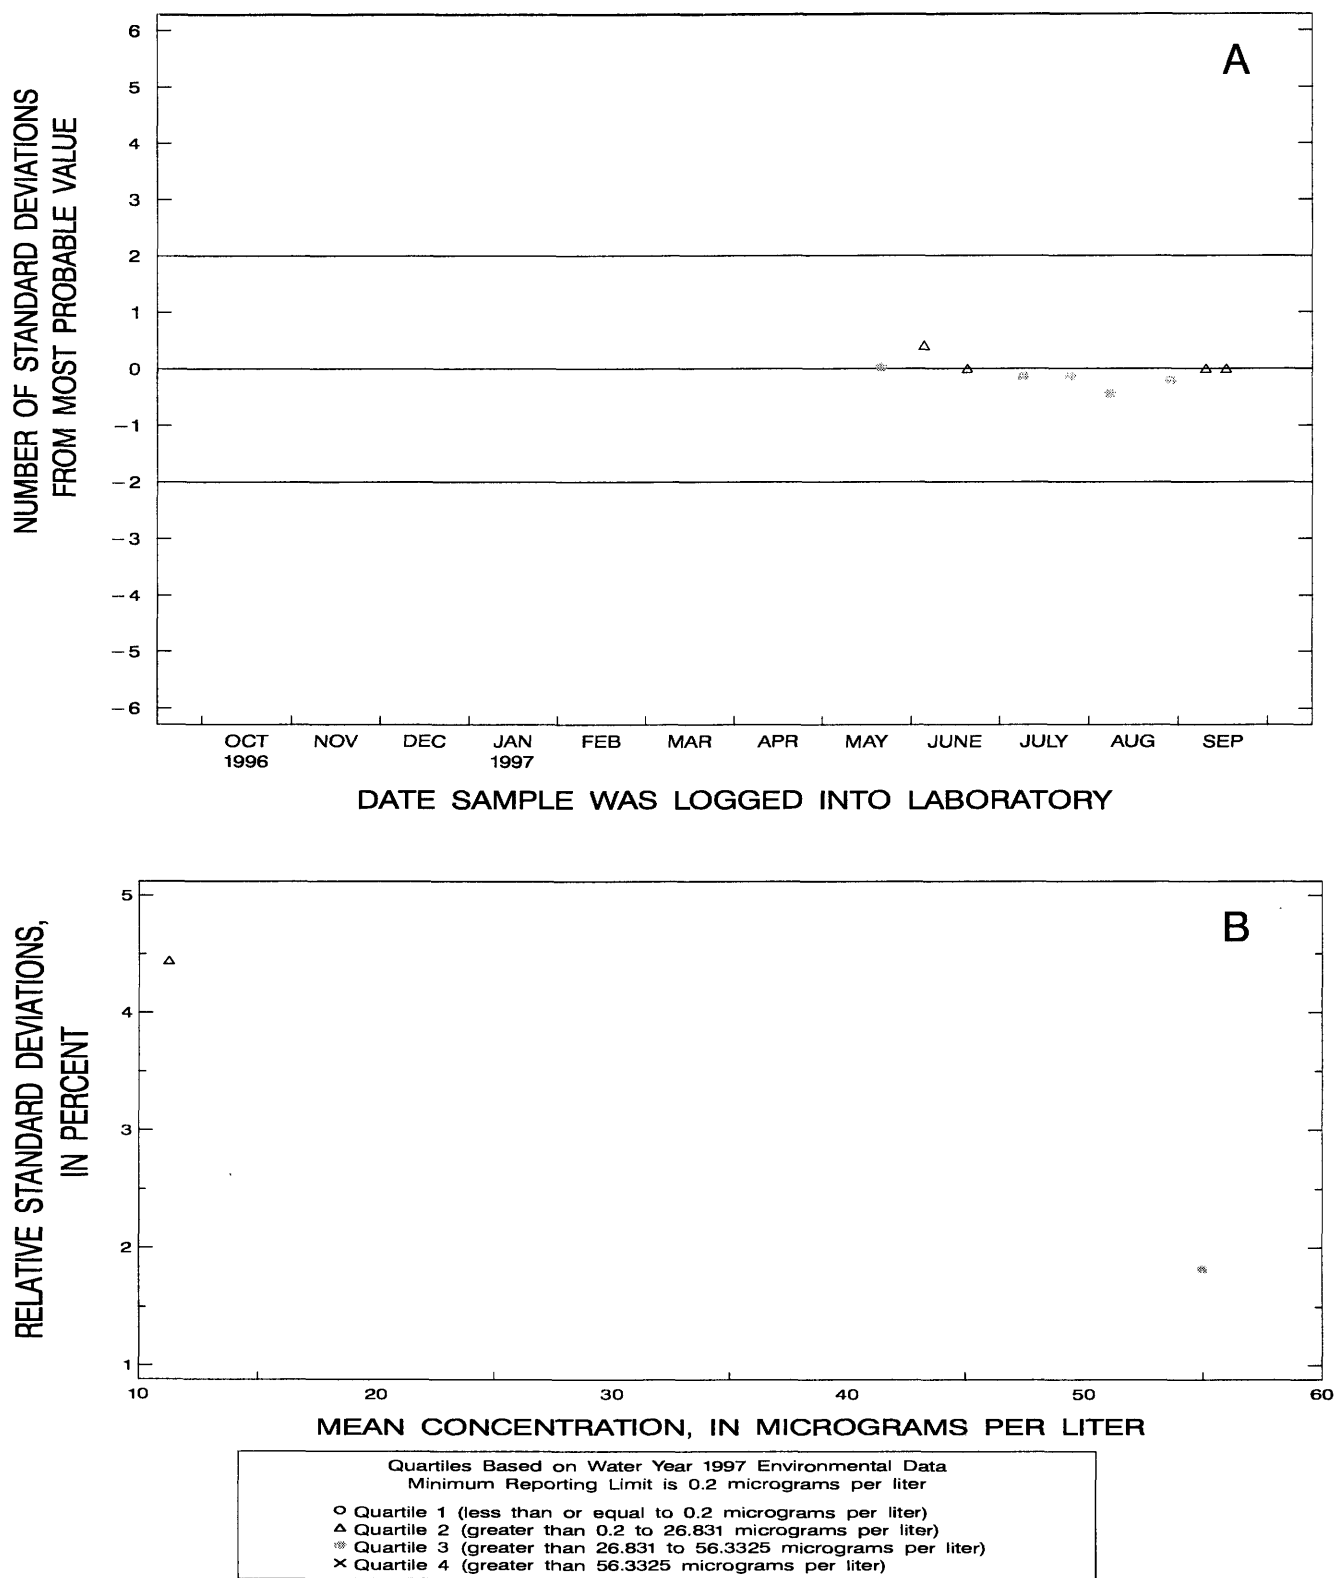 A
NUMBER OF STANDARD DEVIATIONS
FROM MOST PROBABLE VALUE
6
5
4
3
2
1
0
−1
−2
−3
−4
−5
−6
OCT NOV DEC JAN FEB MAR APR MAY JUNE JULY AUG SEP
1996 1997
DATE SAMPLE WAS LOGGED INTO LABORATORY
B
RELATIVE STANDARD DEVIATIONS,
IN PERCENT
5
4
3
2
1
10 20 30 40 50 60
MEAN CONCENTRATION, IN MICROGRAMS PER LITER
Quartiles Based on Water Year 1997 Environmental Data
Minimum Reporting Limit is 0.2 micrograms per liter
Quartile 1 (less than or equal to 0.2 micrograms per liter)
Quartile 2 (greater than 0.2 to 26.831 micrograms per liter)
Quartile 3 (greater than 26.831 to 56.3325 micrograms per liter)
Quartile 4 (greater than 56.3325 micrograms per liter)